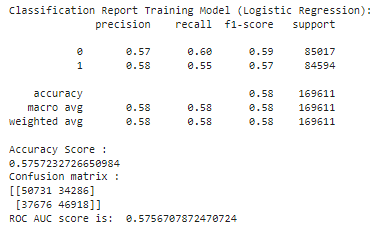 Classification Report Training Model (Logistic Regression):
precision recall f1-score support
0 0.57 0.60 0.59 85017
1 0.58 0.55 0.57 84594
accuracy 0.58 169611
macro avg 0.58 0.58 0.58 169611
weighted avg 0.58 0.58 0.58 169611
Accuracy Score :
0.5757232726650984
Confusion matrix :
[[50731 34286]
[37676 46918]]
ROC AUC score is: 0.5756707872470724